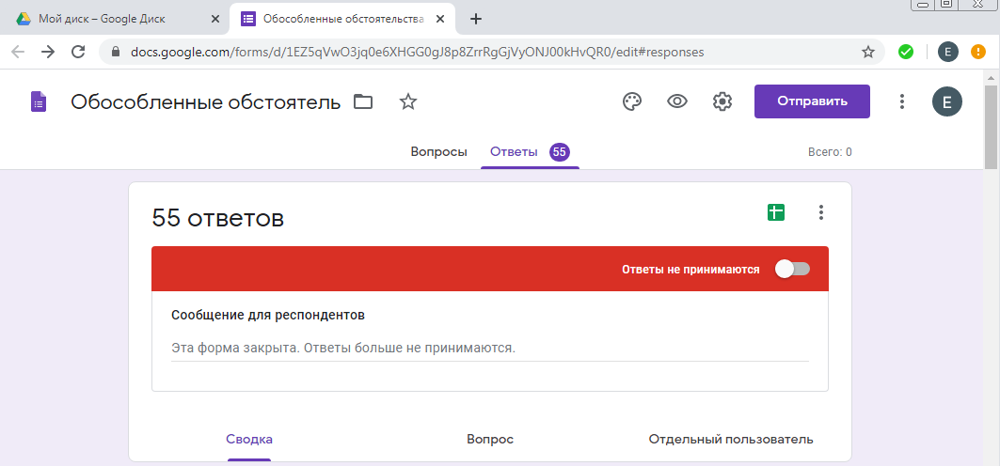 Мой диск – Google Диск
Обособленные обстоятельства
docs.google.com/forms/d/1EZ5qVwO3jq0e6XHGG0gJ8p8ZrrRgGjVyONJ00kHvQR0/edit#responses
E
Обособленные обстоятель
Отправить
E
Вопросы
Ответы 55
Всего: 0
55 ответов
Ответы не принимаются
Сообщение для респондентов
Эта форма закрыта. Ответы больше не принимаются.
Сводка
Вопрос
Отдельный пользователь